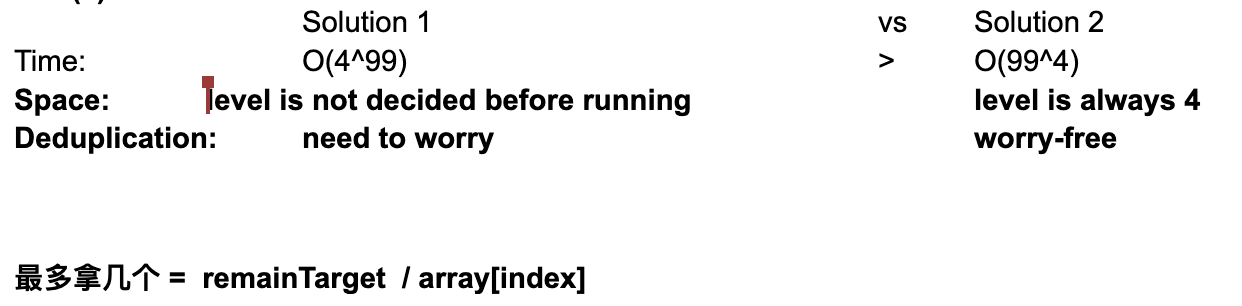 Solution 1 vs Solution 2
Time: O(4^99) > O(99^4)
Space: level is not decided before running level is always 4
Deduplication: need to worry worry-free
最多拿几个 = remainTarget / array[index]